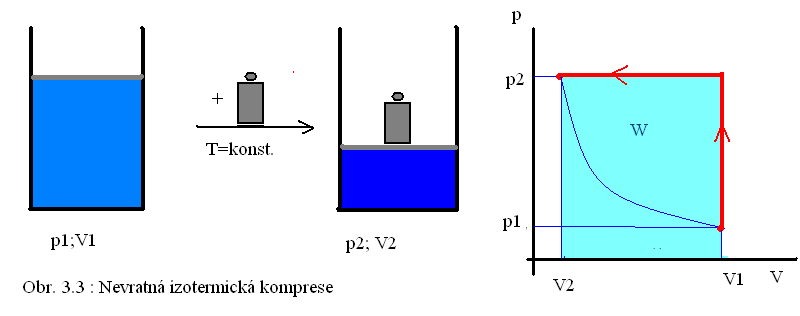 +
T=konst.
p1;V1
p2; V2
Obr. 3.3 : Nevratná izotermická komprese
p
p2
W
p1
V2
V1
V